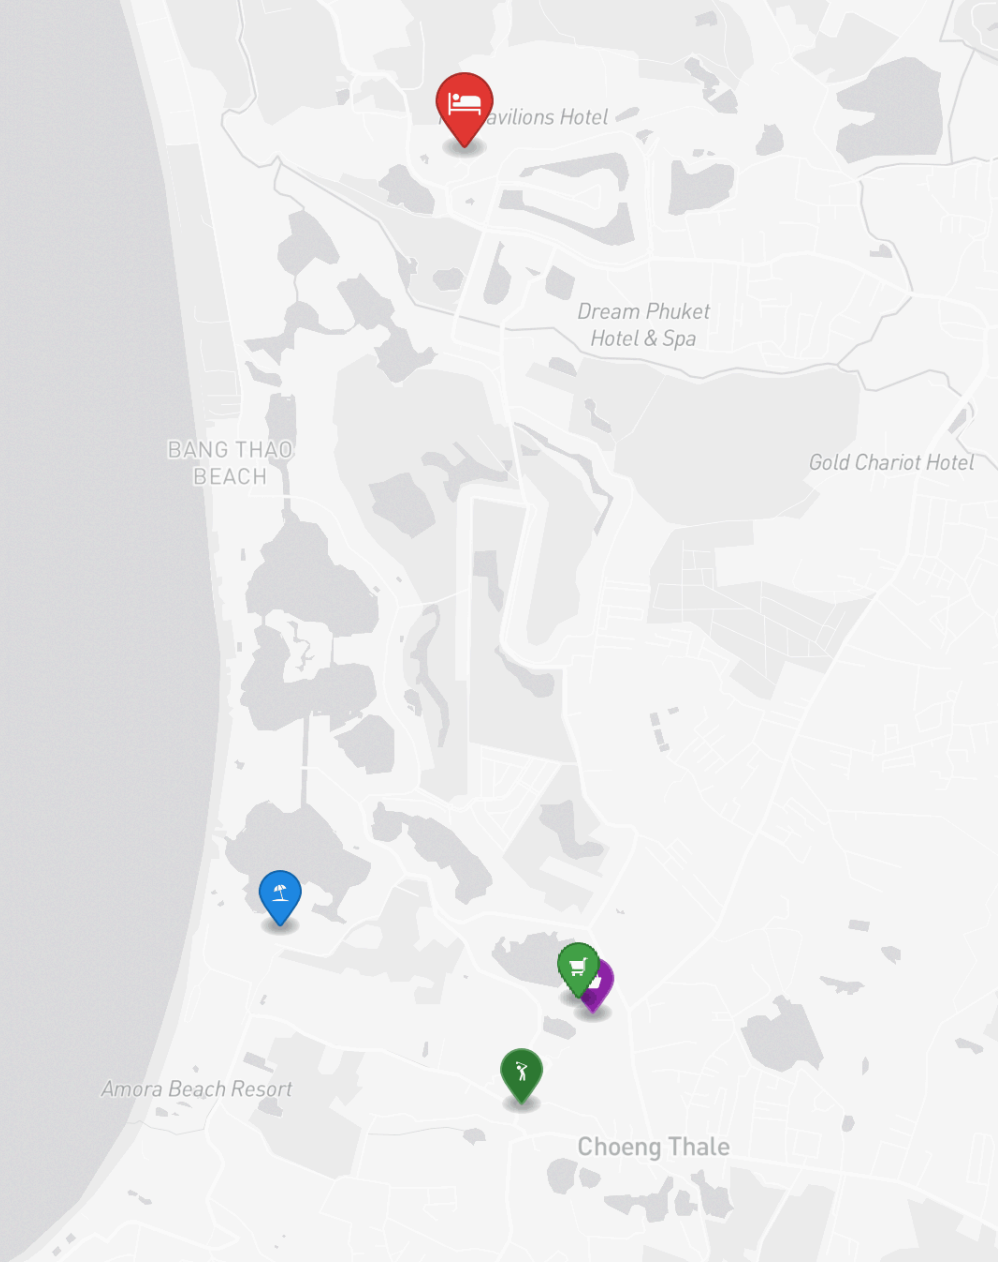 avilions Hotel
Dream Phuket
Hotel & Spa
BANG THAO
BEACH
Gold Chariot Hotel
Amora Beach Resort
Choeng Thale